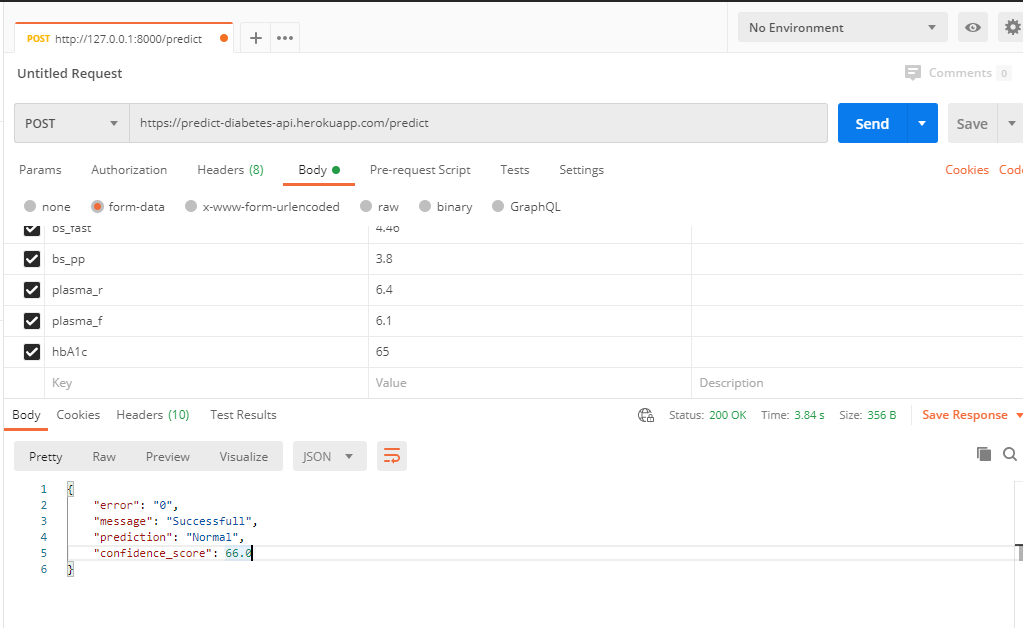 POST http://127.0.0.1:8000/predict
No Environment
Untitled Request
Comments 0
POST https://predict-diabetes-api.herokuapp.com/predict Send Save
Params Authorization Headers (8) Body Pre-request Script Tests Settings Cookies Code
none form-data x-www-form-urlencoded raw binary GraphQL
bs_fast 4.46
bs_pp 3.8
plasma_r 6.4
plasma_f 6.1
hbA1c 65
Key Value Description
Body Cookies Headers (10) Test Results Status: 200 OK Time: 3.84 s Size: 356 B Save Response
Pretty Raw Preview Visualize JSON
1 {
2 "error": "0",
3 "message": "Successfull",
4 "prediction": "Normal",
5 "confidence_score": 66.0
6 }